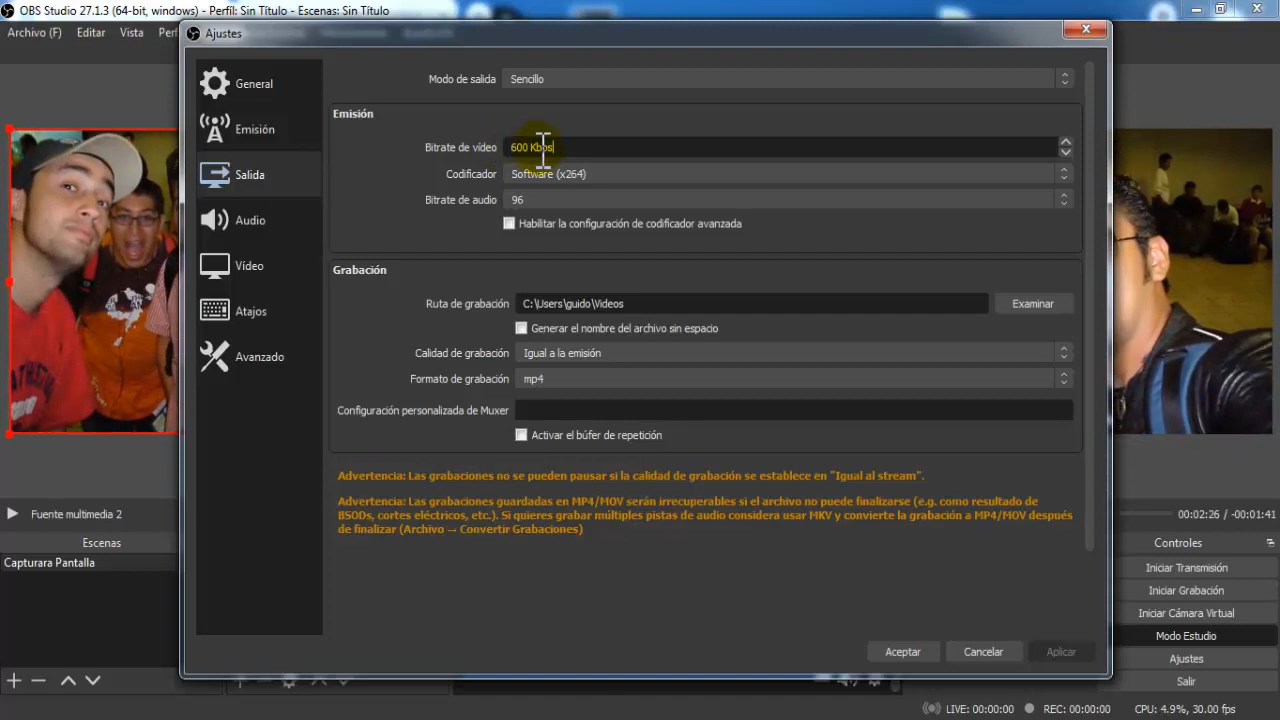 OBS Studio 27.1.3 (64-bit, windows) - Perfil: Sin Título - Escenas: Sin Título
Archivo (F) Editar Vista Perf
Ajustes
General
Emisión
Salida
Audio
Vídeo
Atajos
Avanzado
Modo de salida Sencillo
Emisión
Bitrate de vídeo 600 Kbps
Codificador Software (x264)
Bitrate de audio 96
Habilitar la configuración de codificador avanzada
Grabación
Ruta de grabación C:\Users\guido\Videos Examinar
Generar el nombre del archivo sin espacio
Calidad de grabación Igual a la emisión
Formato de grabación mp4
Configuración personalizada de Muxer
Activar el búfer de repetición
Advertencia: Las grabaciones no se pueden pausar si la calidad de grabación se establece en "Igual al stream".
Advertencia: Las grabaciones guardadas en MP4/MOV serán irrecuperables si el archivo no puede finalizarse (e.g. como resultado de
BSODs, cortes eléctricos, etc.). Si quieres grabar múltiples pistas de audio considera usar MKV y convierte la grabación a MP4/MOV después
de finalizar (Archivo → Convertir Grabaciones)
Aceptar Cancelar Aplicar
Fuente multimedia 2
00:02:26 / -00:01:41
Escenas
Capturara Pantalla
Controles
Iniciar Transmisión
Iniciar Grabación
Iniciar Cámara Virtual
Modo Estudio
Ajustes
Salir
LIVE: 00:00:00 REC: 00:00:00 CPU: 4.9%, 30.00 fps